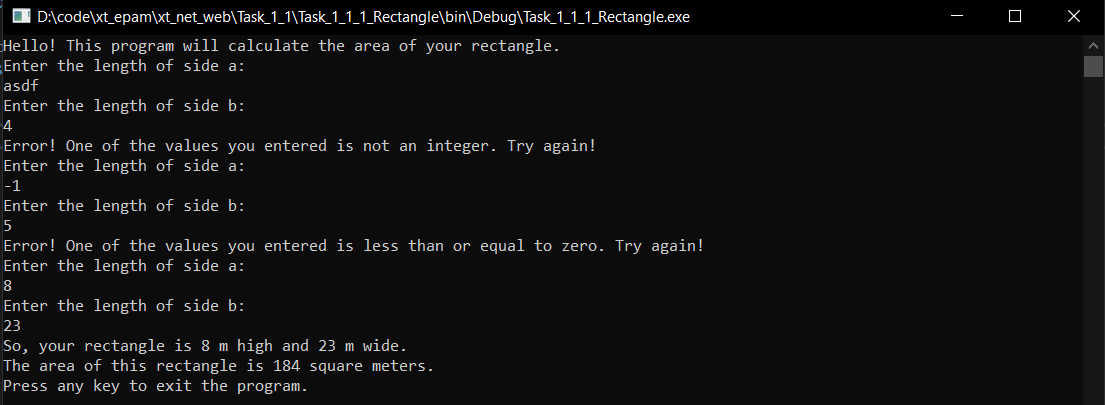 D:\code\xt_epam\xt_net_web\Task_1_1\Task_1_1_1_Rectangle\bin\Debug\Task_1_1_1_Rectangle.exe
Hello! This program will calculate the area of your rectangle.
Enter the length of side a:
asdf
Enter the length of side b:
4
Error! One of the values you entered is not an integer. Try again!
Enter the length of side a:
-1
Enter the length of side b:
5
Error! One of the values you entered is less than or equal to zero. Try again!
Enter the length of side a:
8
Enter the length of side b:
23
So, your rectangle is 8 m high and 23 m wide.
The area of this rectangle is 184 square meters.
Press any key to exit the program.